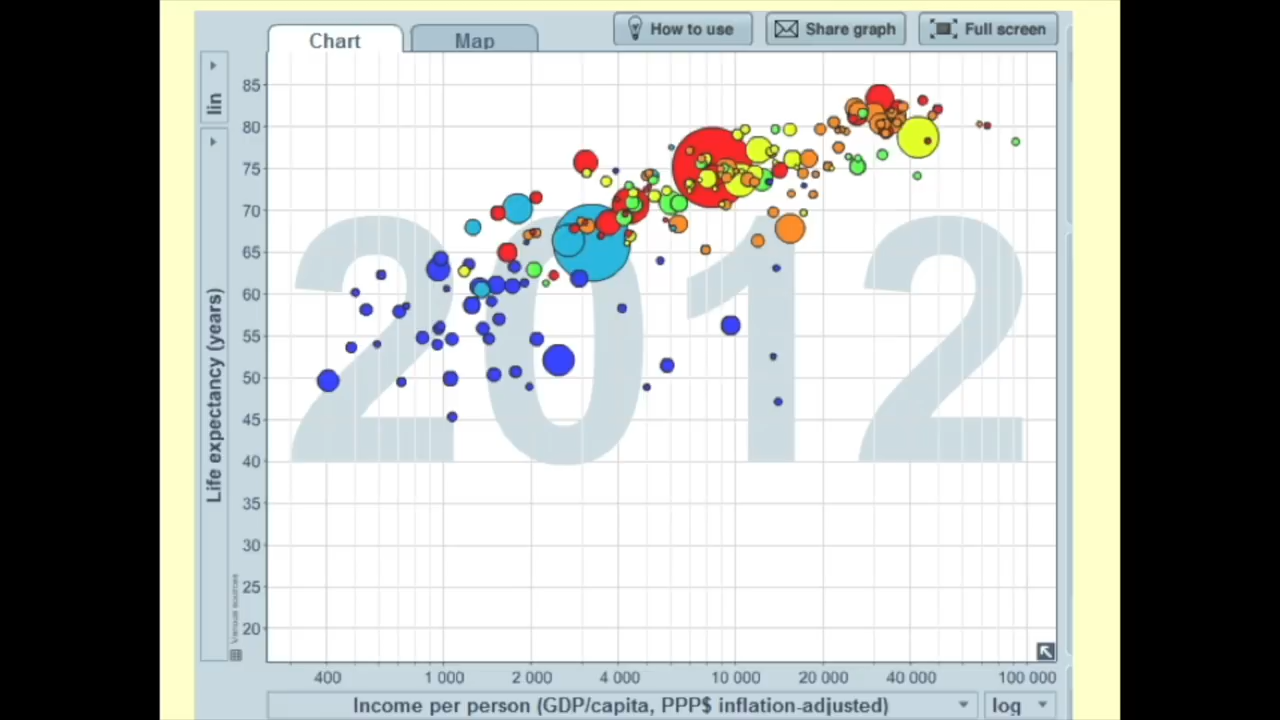 Chart
Map
How to use
Share graph
Full screen
lin
Life expectancy (years)
85
80
75
70
65
60
55
50
45
40
35
30
25
20
2012
Various sources
400
1 000
2 000
4 000
10 000
20 000
40 000
100 000
Income per person (GDP/capita, PPP$ inflation-adjusted)
log